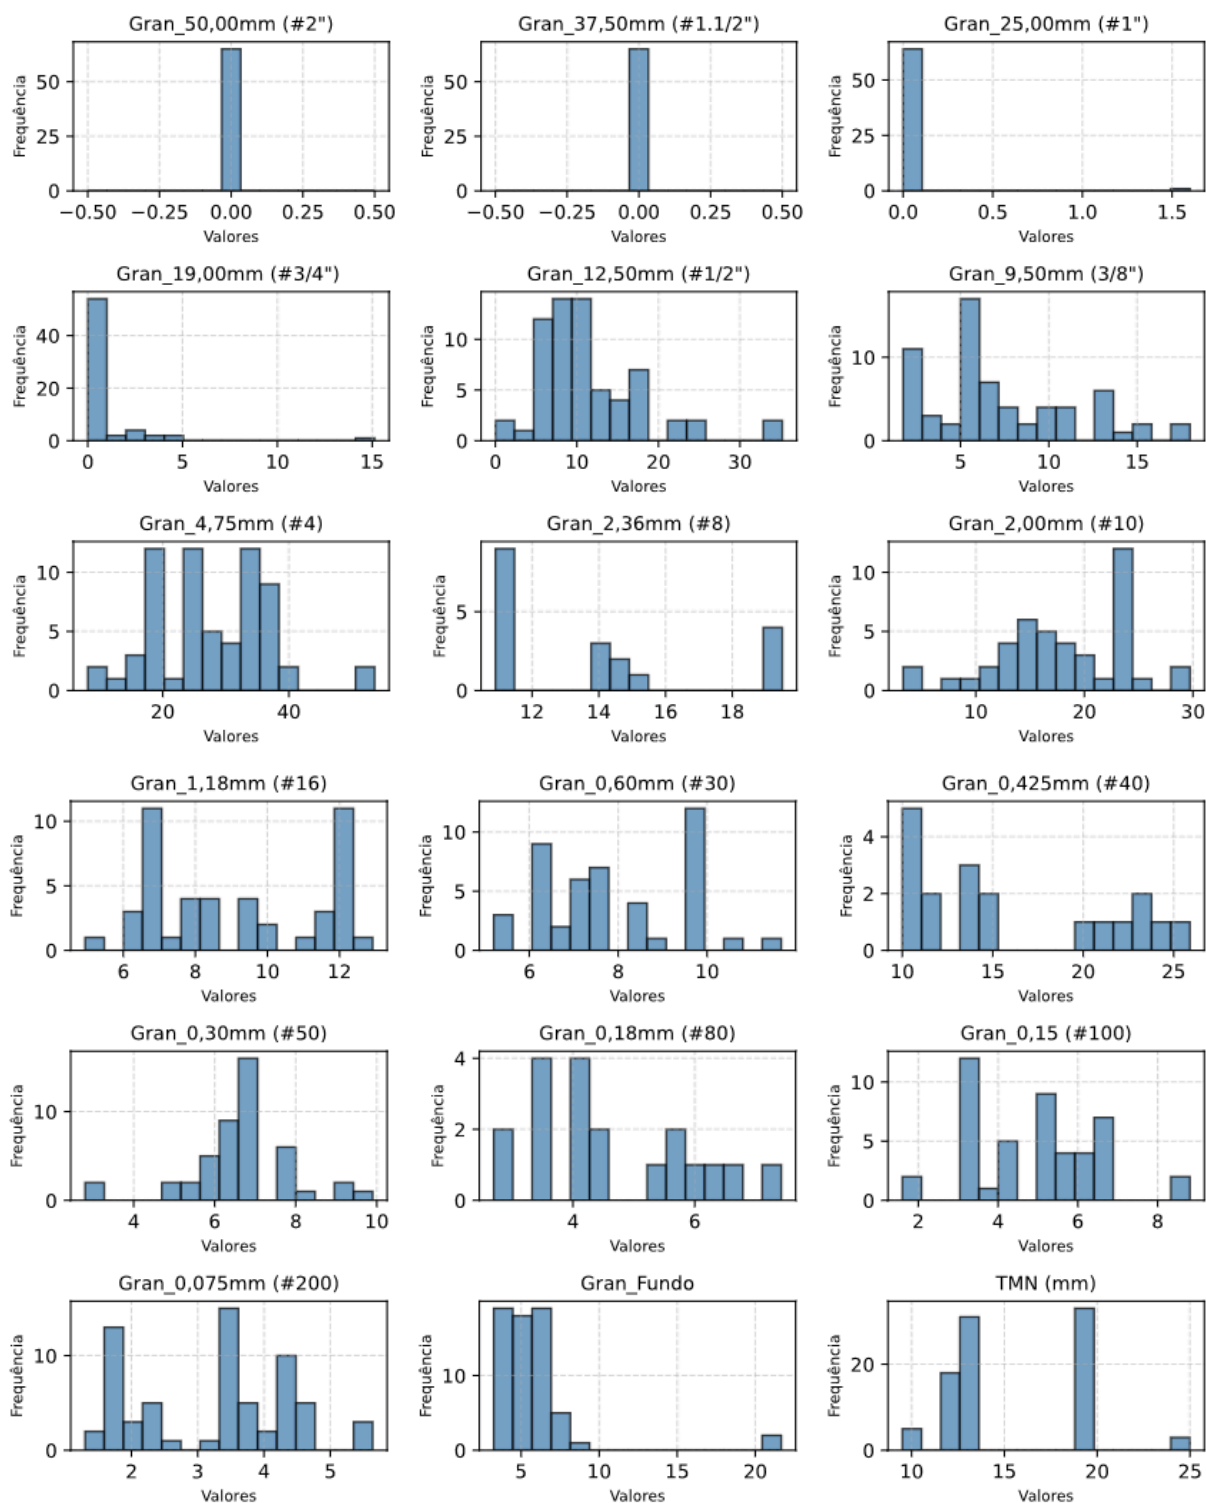 Gran_50,00mm (#2") Gran_37,50mm (#1.1/2") Gran_25,00mm (#1")
Frequência Frequência Frequência
50 50 50
25 25 25
0 0 0
−0.50 −0.25 0.00 0.25 0.50 −0.50 −0.25 0.00 0.25 0.50 0.0 0.5 1.0 1.5
Valores Valores Valores
Gran_19,00mm (#3/4") Gran_12,50mm (#1/2") Gran_9,50mm (3/8")
Frequência Frequência Frequência
40 10 10
20 5
0 0 0
0 5 10 15 0 10 20 30 5 10 15
Valores Valores Valores
Gran_4,75mm (#4) Gran_2,36mm (#8) Gran_2,00mm (#10)
Frequência Frequência Frequência
10 5 10
5 5
0 0 0
20 40 12 14 16 18 10 20 30
Valores Valores Valores
Gran_1,18mm (#16) Gran_0,60mm (#30) Gran_0,425mm (#40)
Frequência Frequência Frequência
10 10 4
5 5 2
0 0 0
6 8 10 12 6 8 10 10 15 20 25
Valores Valores Valores
Gran_0,30mm (#50) Gran_0,18mm (#80) Gran_0,15 (#100)
Frequência Frequência Frequência
10 4 10
2 5
0 0 0
4 6 8 10 4 6 2 4 6 8
Valores Valores Valores
Gran_0,075mm (#200) Gran_Fundo TMN (mm)
Frequência Frequência Frequência
10 10 20
0 0 0
2 3 4 5 5 10 15 20 10 15 20 25
Valores Valores Valores